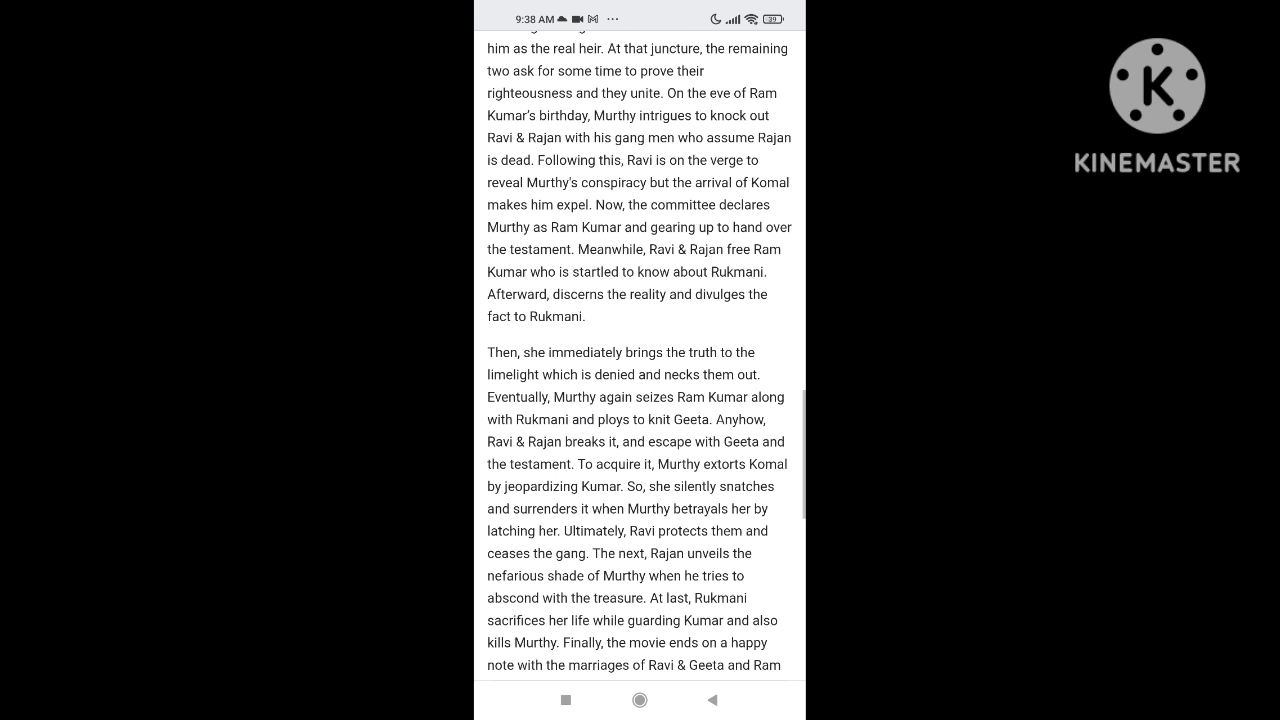 9:38 AM
39
him as the real heir. At that juncture, the remaining
two ask for some time to prove their
righteousness and they unite. On the eve of Ram
Kumar's birthday, Murthy intrigues to knock out
Ravi & Rajan with his gang men who assume Rajan
is dead. Following this, Ravi is on the verge to
reveal Murthy's conspiracy but the arrival of Komal
makes him expel. Now, the committee declares
Murthy as Ram Kumar and gearing up to hand over
the testament. Meanwhile, Ravi & Rajan free Ram
Kumar who is startled to know about Rukmani.
Afterward, discerns the reality and divulges the
fact to Rukmani.
Then, she immediately brings the truth to the
limelight which is denied and necks them out.
Eventually, Murthy again seizes Ram Kumar along
with Rukmani and ploys to knit Geeta. Anyhow,
Ravi & Rajan breaks it, and escape with Geeta and
the testament. To acquire it, Murthy extorts Komal
by jeopardizing Kumar. So, she silently snatches
and surrenders it when Murthy betrayals her by
latching her. Ultimately, Ravi protects them and
ceases the gang. The next, Rajan unveils the
nefarious shade of Murthy when he tries to
abscond with the treasure. At last, Rukmani
sacrifices her life while guarding Kumar and also
kills Murthy. Finally, the movie ends on a happy
note with the marriages of Ravi & Geeta and Ram
K
KINEMASTER